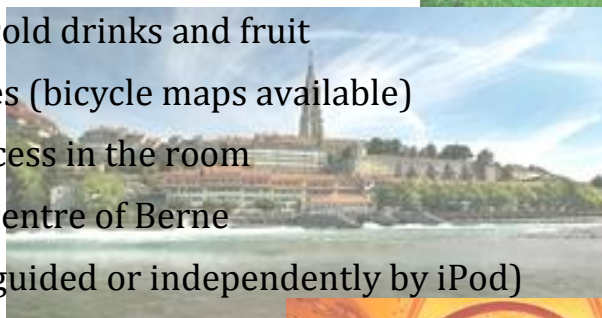 old drinks and fruit
s (bicycle maps available)
cess in the room
entre of Berne
guided or independently by iPod)